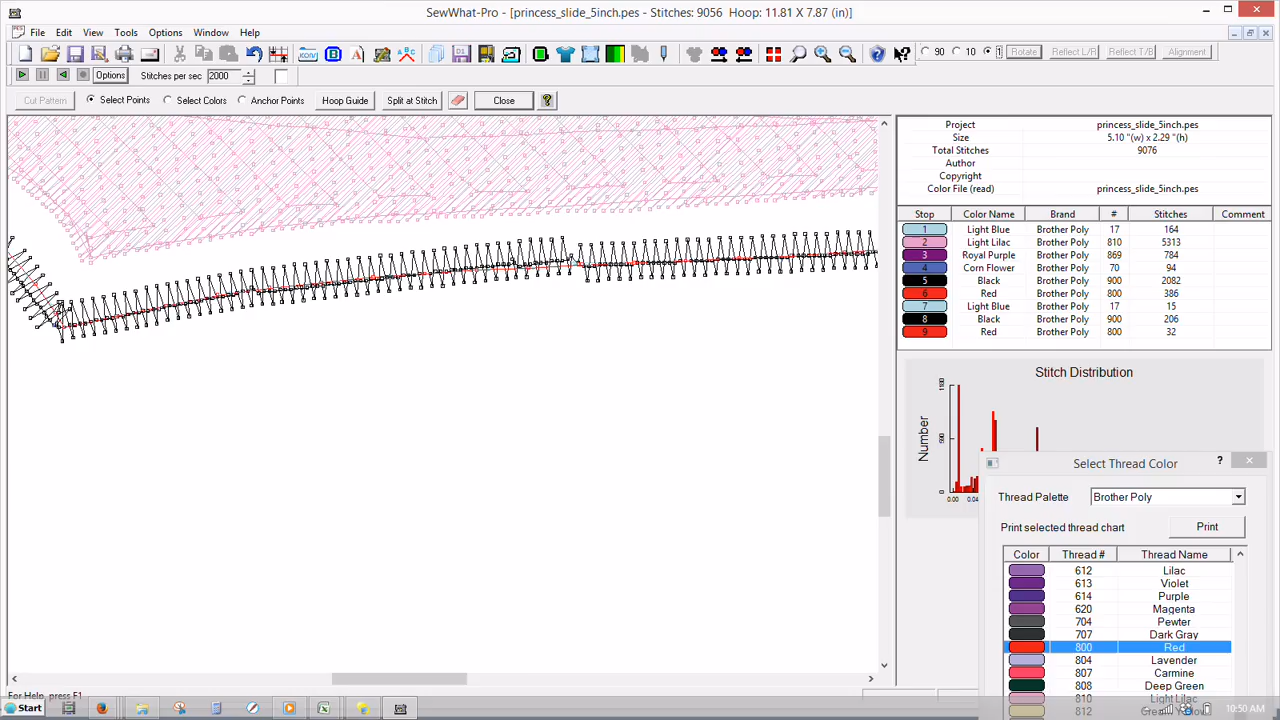 SewWhat-Pro - [princess_slide_5inch.pes - Stitches: 9056 Hoop: 11.81 X 7.87 (in)]
File Edit View Tools Options Window Help
90 Rotate Reflect L/R Reflect T/B Alignment
Options Stitches per sec 2000
Cut Pattern Select Points Select Colors Anchor Points Hoop Guide Split at Stitch Close
Project princess_slide_5inch.pes
Size 5.10 "(w) x 2.29 "(h)
Total Stitches 9076
Author
Copyright
Color File (read) princess_slide_5inch.pes
Stop Color Name Brand # Stitches Comment
1 Light Blue Brother Poly 17 164
2 Light Lilac Brother Poly 810 5313
3 Royal Purple Brother Poly 869 784
4 Corn Flower Brother Poly 70 94
5 Black Brother Poly 900 2082
6 Red Brother Poly 800 386
7 Light Blue Brother Poly 17 15
8 Black Brother Poly 900 206
9 Red Brother Poly 800 32
Stitch Distribution
Number
0.00
Select Thread Color
Thread Palette Brother Poly
Print selected thread chart Print
Color Thread # Thread Name
612 Lilac
613 Violet
614 Purple
620 Magenta
704 Pewter
707 Dark Gray
800 Red
804 Lavender
807 Carmine
808 Deep Green
810 Light Lilac
812
For Help, press F1
Start 10:50 AM